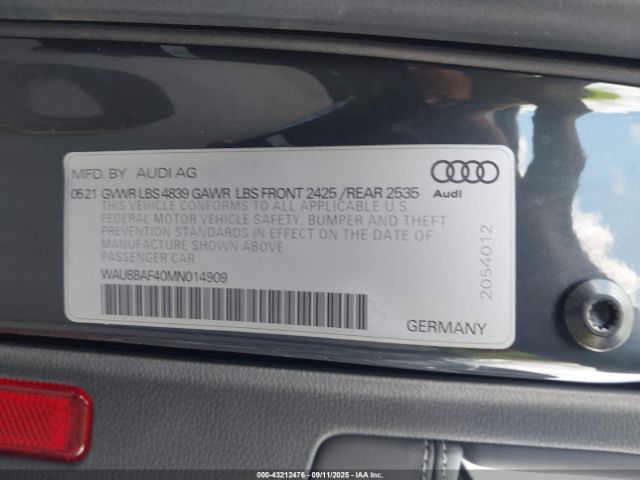 MFD. BY AUDI AG
05 21 GVWR LBS 4839 GAWR LBS FRONT 2425 /REAR 2535
Audi
THIS VEHICLE CONFORMS TO ALL APPLICABLE U.S
FEDERAL MOTOR VEHICLE SAFETY, BUMPER AND THEFT
PREVENTION STANDARDS IN EFFECT ON THE DATE OF
MANUFACTURE SHOWN ABOVE
PASSENGER CAR
WAUBBAF40MN014909
2054012
GERMANY
000-43212476 - 09/11/2025 - IAA Inc.